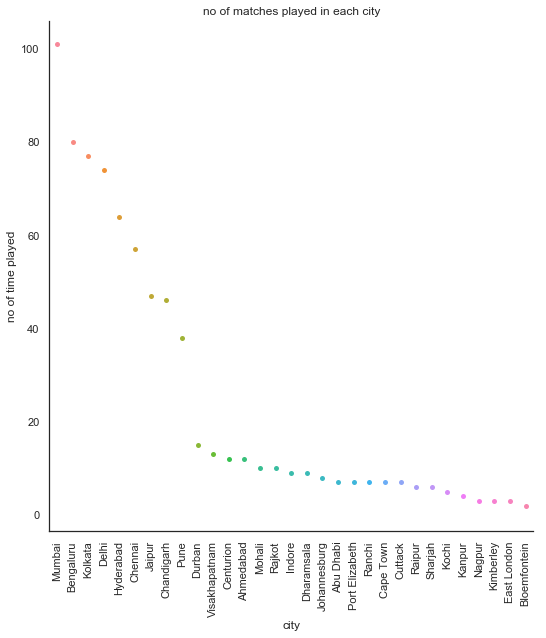 no of matches played in each city
no of time played
100
80
60
40
20
0
Mumbai
Bengaluru
Kolkata
Delhi
Hyderabad
Chennai
Jaipur
Chandigarh
Pune
Durban
Visakhapatnam
Centurion
Ahmedabad
Mohali
Rajkot
Indore
Dharamsala
Johannesburg
Abu Dhabi
Port Elizabeth
Ranchi
Cape Town
Cuttack
Raipur
Sharjah
Kochi
Kanpur
Nagpur
Kimberley
East London
Bloemfontein
city